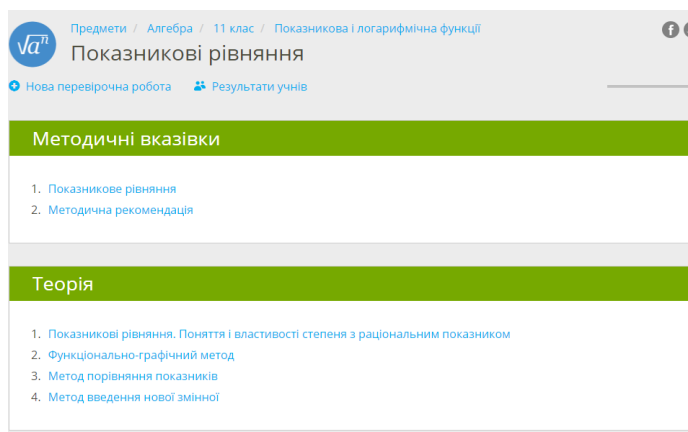 √aⁿ
Предмети / Алгебра / 11 клас / Показникова і логарифмічна функції
Показникові рівняння
Нова перевірочна робота Результати учнів
Методичні вказівки
1. Показникове рівняння
2. Методична рекомендація
Теорія
1. Показникові рівняння. Поняття і властивості степеня з раціональним показником
2. Функціонально-графічний метод
3. Метод порівняння показників
4. Метод введення нової змінної